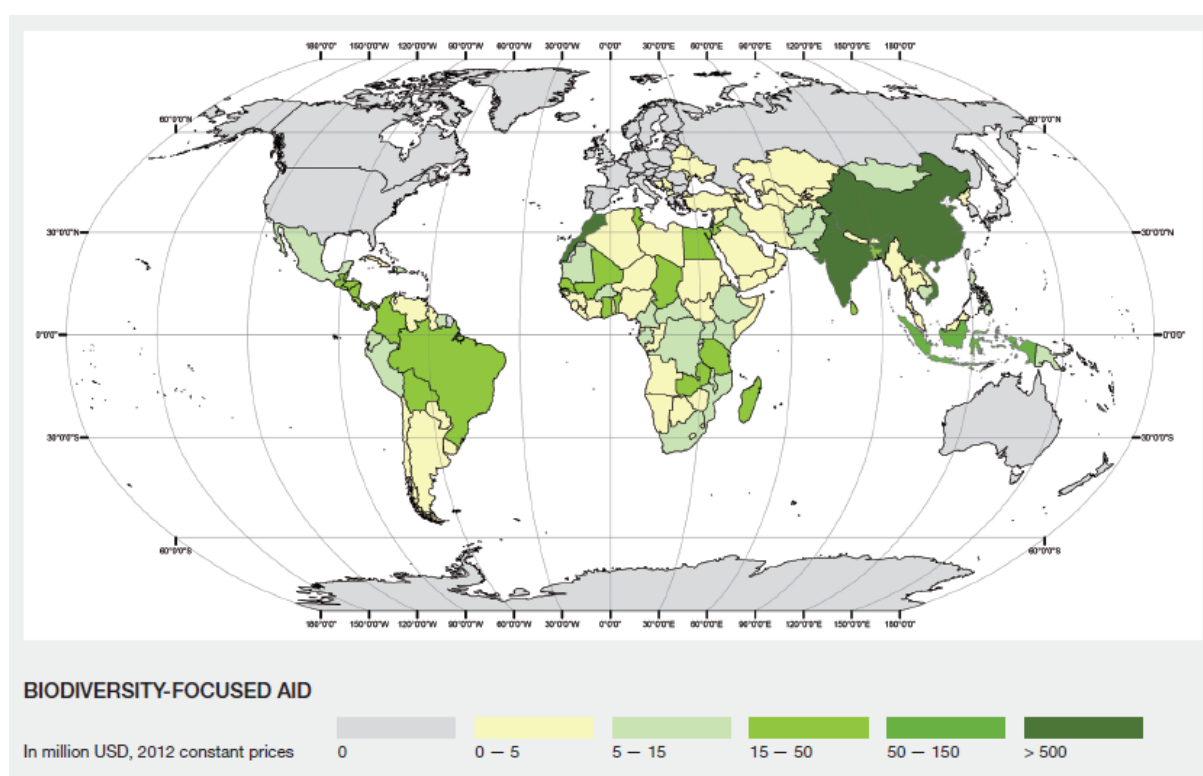 180°0'0" 150°0'0"W 120°0'0"W 90°0'0"W 60°0'0"W 30°0'0"W 0°0'0" 30°0'0"E 60°0'0"E 90°0'0"E 120°0'0"E 150°0'0"E 180°0'0"
60°0'0"N 60°0'0"N
30°0'0"N 30°0'0"N
0°0'0" 0°0'0"
30°0'0"S 30°0'0"S
60°0'0"S 60°0'0"S
180°0'0" 150°0'0"W 120°0'0"W 90°0'0"W 60°0'0"W 30°0'0"W 0°0'0" 30°0'0"E 60°0'0"E 90°0'0"E 120°0'0"E 150°0'0"E 180°0'0"
BIODIVERSITY-FOCUSED AID
In million USD, 2012 constant prices 0 0 — 5 5 — 15 15 — 50 50 — 150 > 500